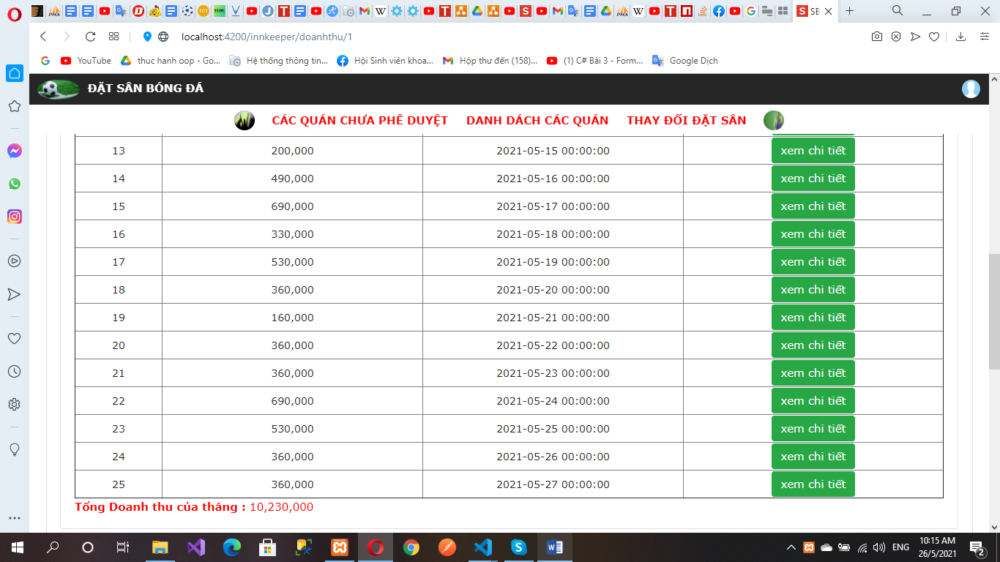 SE
localhost:4200/innkeeper/doanhthu/1
YouTube
thuc hanh oop - Go...
Hệ thống thông tin...
Hội Sinh viên khoa...
Hộp thư đến (158)...
(1) C# Bài 3 - Form...
Google Dịch
ĐẶT SÂN BÓNG ĐÁ
CÁC QUÁN CHƯA PHÊ DUYỆT DANH DÁCH CÁC QUÁN THAY ĐỔI ĐẶT SÂN
13 200,000 2021-05-15 00:00:00 xem chi tiết
14 490,000 2021-05-16 00:00:00 xem chi tiết
15 690,000 2021-05-17 00:00:00 xem chi tiết
16 330,000 2021-05-18 00:00:00 xem chi tiết
17 530,000 2021-05-19 00:00:00 xem chi tiết
18 360,000 2021-05-20 00:00:00 xem chi tiết
19 160,000 2021-05-21 00:00:00 xem chi tiết
20 360,000 2021-05-22 00:00:00 xem chi tiết
21 360,000 2021-05-23 00:00:00 xem chi tiết
22 690,000 2021-05-24 00:00:00 xem chi tiết
23 530,000 2021-05-25 00:00:00 xem chi tiết
24 360,000 2021-05-26 00:00:00 xem chi tiết
25 360,000 2021-05-27 00:00:00 xem chi tiết
Tổng Doanh thu của tháng : 10,230,000
ENG
10:15 AM
26/5/2021
2